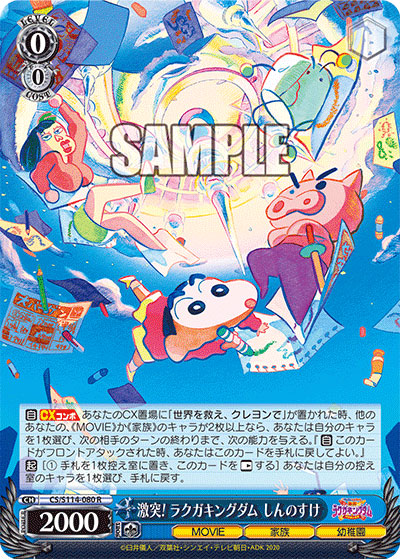 LEVEL
0
0
COST
SAMPLE
【自】 CXコンボ あなたのCX置場に「世界を救え、クレヨンで」が置かれた時、他の
あなたの、《MOVIE》か《家族》のキャラが2枚以上なら、あなたは自分のキャラ
を1枚選び、次の相手のターンの終わりまで、次の能力を与える。『【自】 このカー
ドがフロントアタックされた時、あなたはこのカードを手札に戻してよい。』
【起】 [① 手札を1枚控え室に置き、このカードを[レスト]する] あなたは自分の控え
室のキャラを1枚選び、手札に戻す。
CH
CS/S114-080 R
2000
激突! ラクガキングダム しんのすけ
MOVIE
家族
幼稚園
©臼井儀人/双葉社・シンエイ・テレビ朝日・ADK 2020